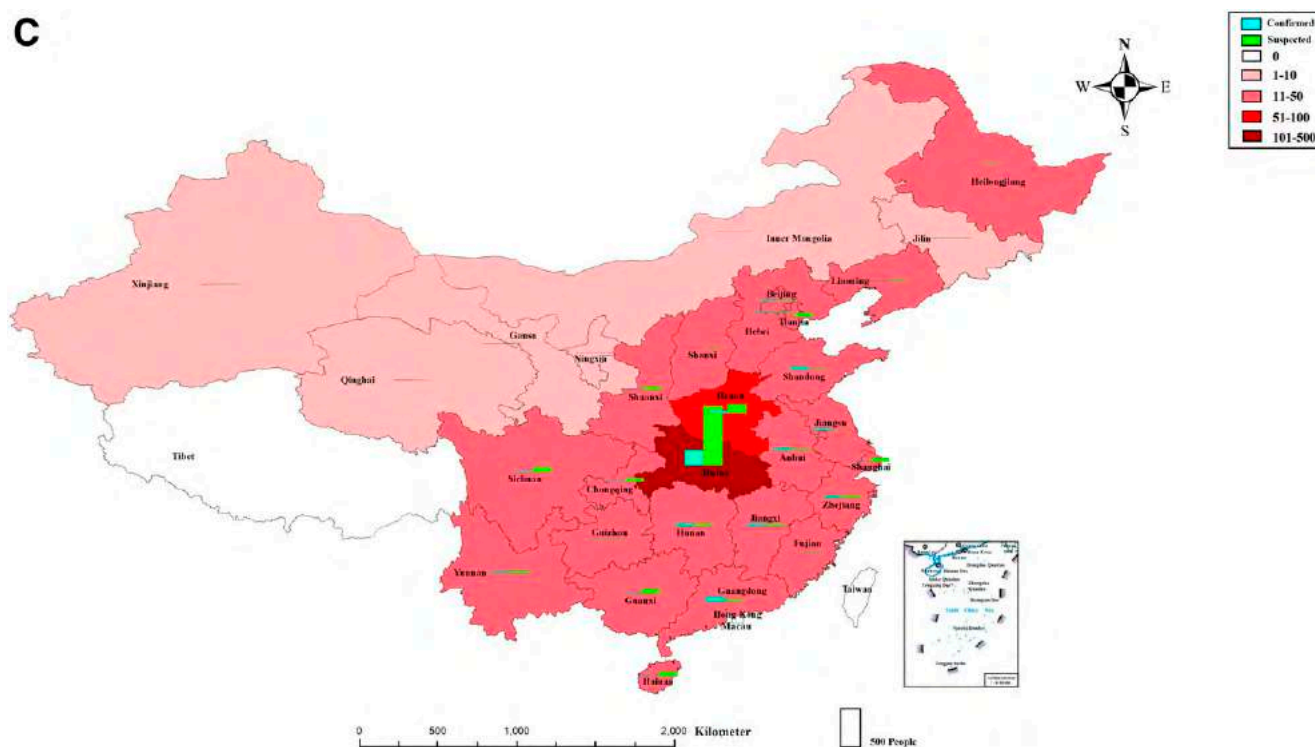 C
Confirmed
Suspected
0
1-10
11-50
51-100
101-500
N
W E
S
Heilongjiang
Jilin
Inner Mongolia
Liaoning
Xinjiang
Beijing
Tianjin
Hebei
Gansu
Ningxia
Shanxi
Qinghai
Shandong
Shaanxi
Henan
Jiangsu
Tibet
Anhui
Shanghai
Hubei
Sichuan
Chongqing
Zhejiang
Hunan
Jiangxi
Guizhou
Fujian
Yunnan
Guanxi
Guangdong
Taiwan
Hong Kong
Macau
Hainan
0 500 1,000 2,000 Kilometer
500 People